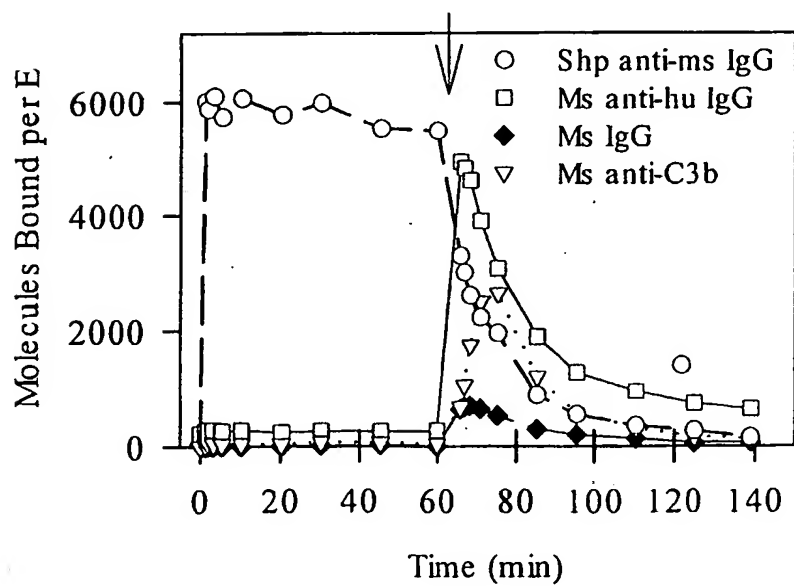 Shp anti-ms IgG
Ms anti-hu IgG
Ms IgG
Ms anti-C3b
Molecules Bound per E
6000
4000
2000
0
0 20 40 60 80 100 120 140
Time (min)